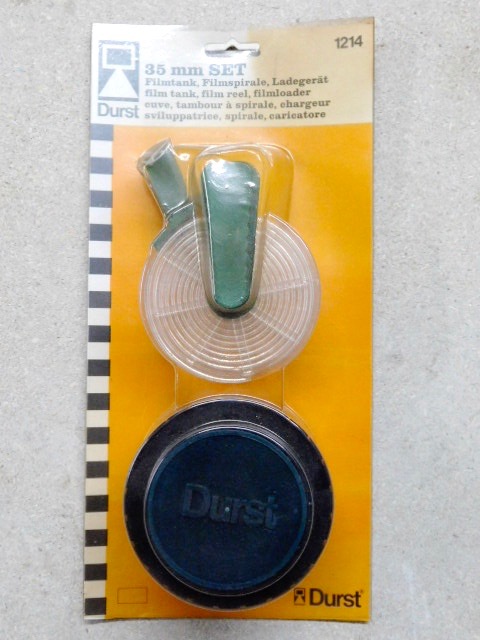 1214
35 mm SET
Filmtank, Filmspirale, Ladegerät
film tank, film reel, filmloader
cuve, tambour à spirale, chargeur
sviluppatrice, spirale, caricatore
Durst
Durst
Durst